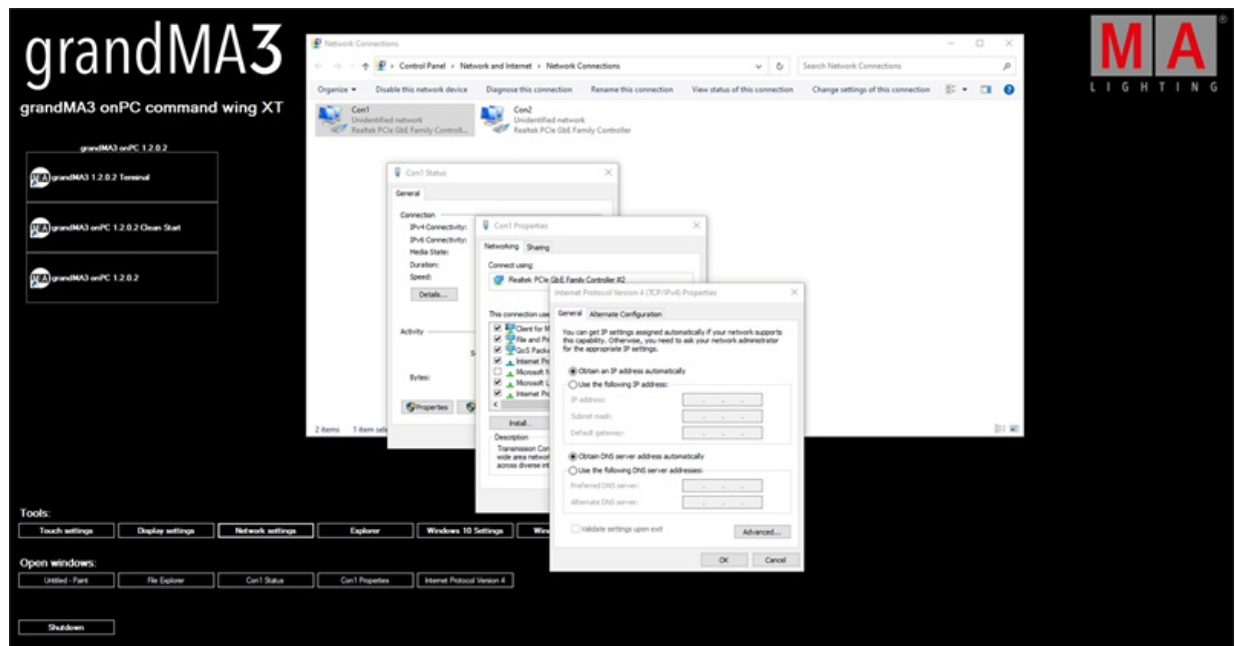 grandMA3
grandMA3 onPC command wing XT
grandMA3 onPC 1.2.0.2
grandMA3 1.2.0.2 Terminal
grandMA3 onPC 1.2.0.2 Clean Start
grandMA3 onPC 1.2.0.2
MA
LIGHTING
Network Connections
Control Panel > Network and Internet > Network Connections
Search Network Connections
Organize
Disable this network device
Diagnose this connection
Rename this connection
View status of this connection
Change settings of this connection
Con1
Unidentified network
Realtek PCIe GbE Family Controll...
Con2
Unidentified network
Realtek PCIe GbE Family Controller
2 items
Con1 Status
General
Connection
IPv4 Connectivity:
IPv6 Connectivity:
Media State:
Duration:
Speed:
Details...
Activity
Bytes:
Properties
Con1 Properties
Networking
Sharing
Connect using:
Realtek PCIe GbE Family Controller #2
This connection use
Client for M
File and Pr
QoS Packe
Internet Pro
Microsoft N
Microsoft L
Internet Pro
Install...
Description
Transmission Con
wide area networ
across diverse int
Internet Protocol Version 4 (TCP/IPv4) Properties
General
Alternate Configuration
You can get IP settings assigned automatically if your network supports
this capability. Otherwise, you need to ask your network administrator
for the appropriate IP settings.
Obtain an IP address automatically
Use the following IP address:
IP address:
Subnet mask:
Default gateway:
Obtain DNS server address automatically
Use the following DNS server addresses:
Preferred DNS server:
Alternate DNS server:
Validate settings upon exit
Advanced...
OK
Cancel
Tools:
Touch settings
Display settings
Network settings
Explorer
Windows 10 Settings
Open windows:
Untitled - Paint
File Explorer
Con1 Status
Con1 Properties
Internet Protocol Version 4
Shutdown